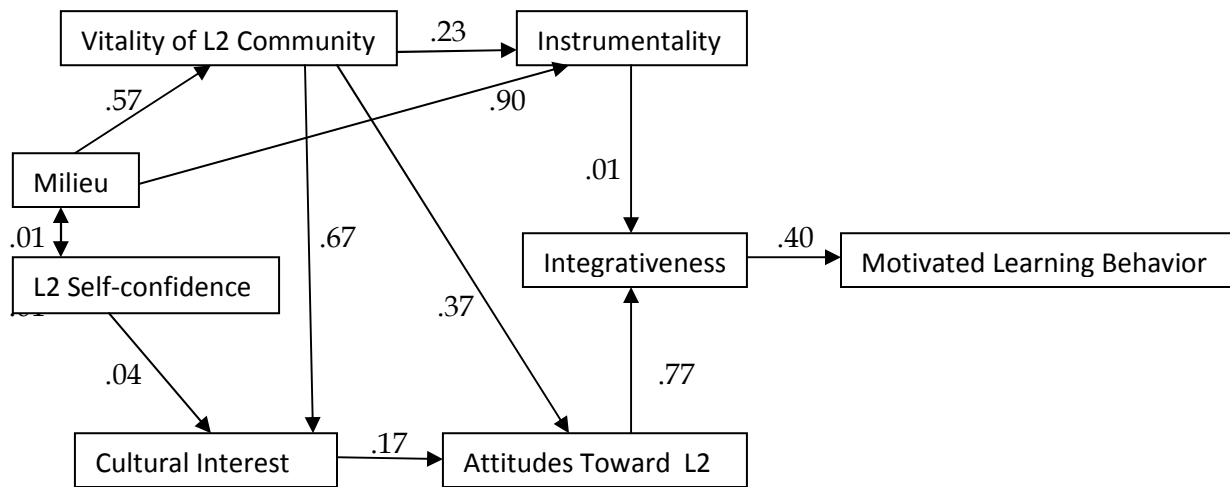 Vitality of L2 Community
.23
Instrumentality
.57
.90
Milieu
.01
.01
.67
Integrativeness
.40
Motivated Learning Behavior
L2 Self-confidence
.37
.04
.77
Cultural Interest
.17
Attitudes Toward L2